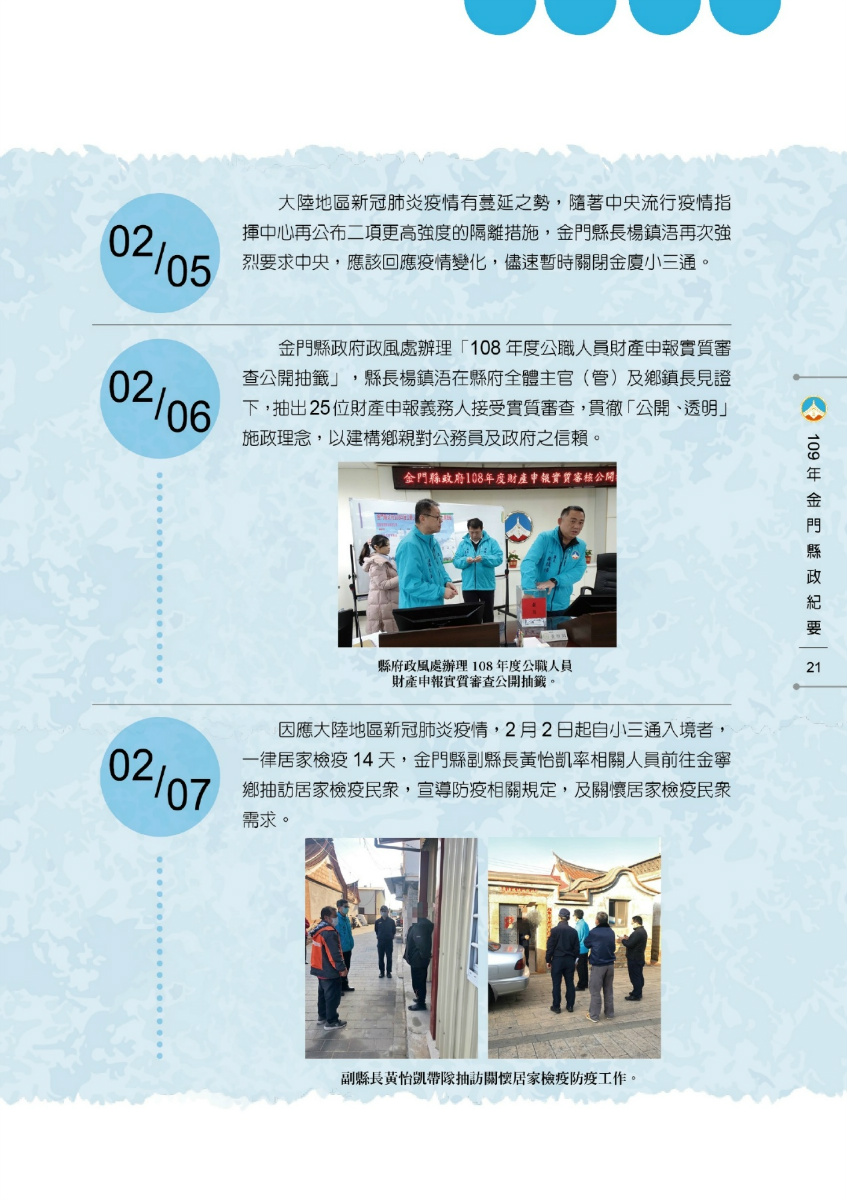 02/05
大陸地區新冠肺炎疫情有蔓延之勢，隨著中央流行疫情指
揮中心再公布二項更高強度的隔離措施，金門縣長楊鎮浯再次強
烈要求中央，應該回應疫情變化，儘速暫時關閉金廈小三通。
02/06
金門縣政府政風處辦理「108 年度公職人員財產申報實質審
查公開抽籤」，縣長楊鎮浯在縣府全體主官（管）及鄉鎮長見證
下，抽出 25 位財產申報義務人接受實質審查，貫徹「公開、透明」
施政理念，以建構鄉親對公務員及政府之信賴。
金門縣政府108年度財產申報實質審核公開
縣府政風處辦理 108 年度公職人員
財產申報實質審查公開抽籤。
02/07
因應大陸地區新冠肺炎疫情，2 月 2 日起自小三通入境者，
一律居家檢疫 14 天，金門縣副縣長黃怡凱率相關人員前往金寧
鄉抽訪居家檢疫民眾，宣導防疫相關規定，及關懷居家檢疫民眾
需求。
副縣長黃怡凱帶隊抽訪關懷居家檢疫防疫工作。
109年金門縣政紀要
21